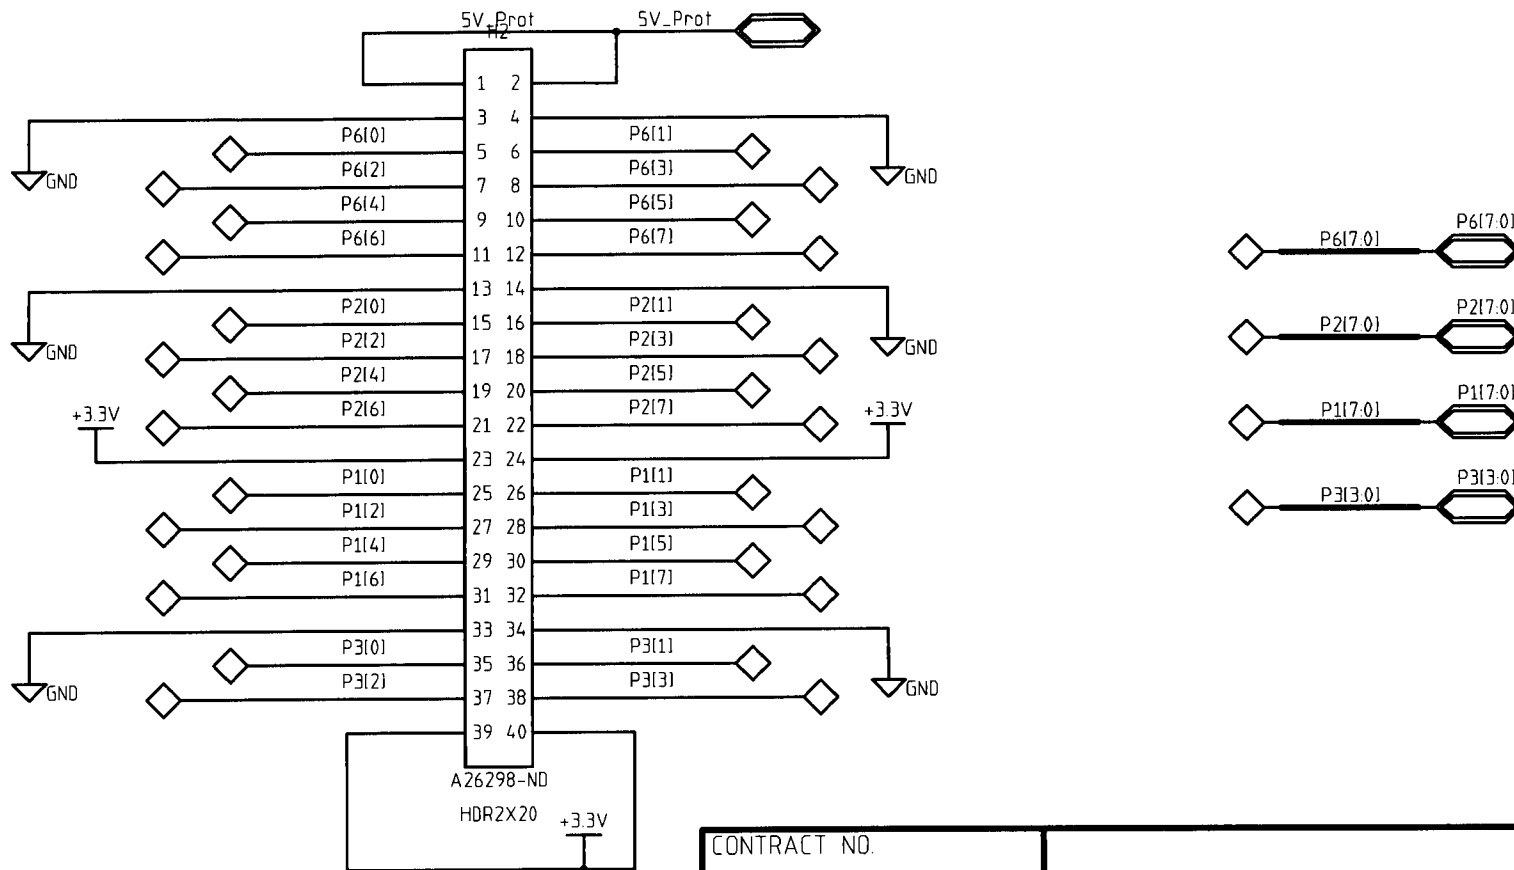 5V_Prot 5V_Prot
H2
1 2
3 4
P6[0] P6[1]
5 6
GND P6[2] P6[3] GND
7 8
P6[4] P6[5]
9 10
P6[6] P6[7]
11 12
13 14
P2[0] P2[1]
15 16
GND P2[2] P2[3] GND
17 18
P2[4] P2[5]
19 20
+3.3V P2[6] P2[7] +3.3V
21 22
23 24
P1[0] P1[1]
25 26
P1[2] P1[3]
27 28
P1[4] P1[5]
29 30
P1[6] P1[7]
31 32
33 34
P3[0] P3[1]
35 36
GND P3[2] P3[3] GND
37 38
39 40
A26298-ND
HDR2X20
+3.3V
P6[7:0] P6[7:0]
P2[7:0] P2[7:0]
P1[7:0] P1[7:0]
P3[3:0] P3[3:0]
CONTRACT NO.